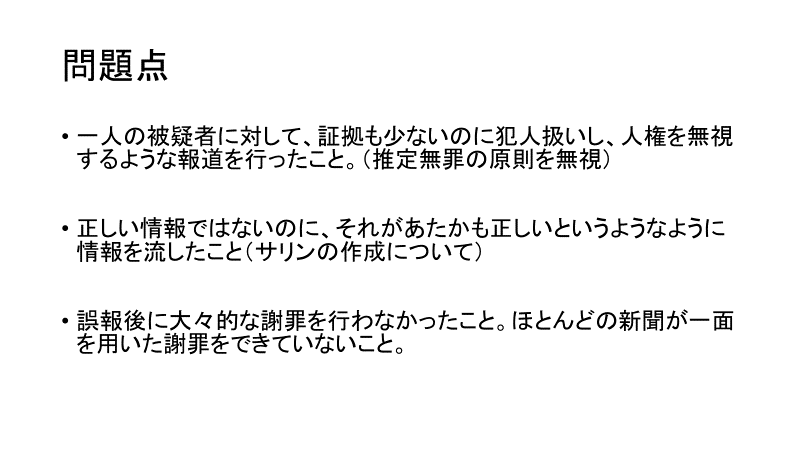 問題点
• 一人の被疑者に対して、証拠も少ないのに犯人扱いし、人権を無視
するような報道を行ったこと。（推定無罪の原則を無視）
• 正しい情報ではないのに、それがあたかも正しいというようなように
情報を流したこと（サリンの作成について）
• 誤報後に大々的な謝罪を行わなかったこと。ほとんどの新聞が一面
を用いた謝罪をできていないこと。